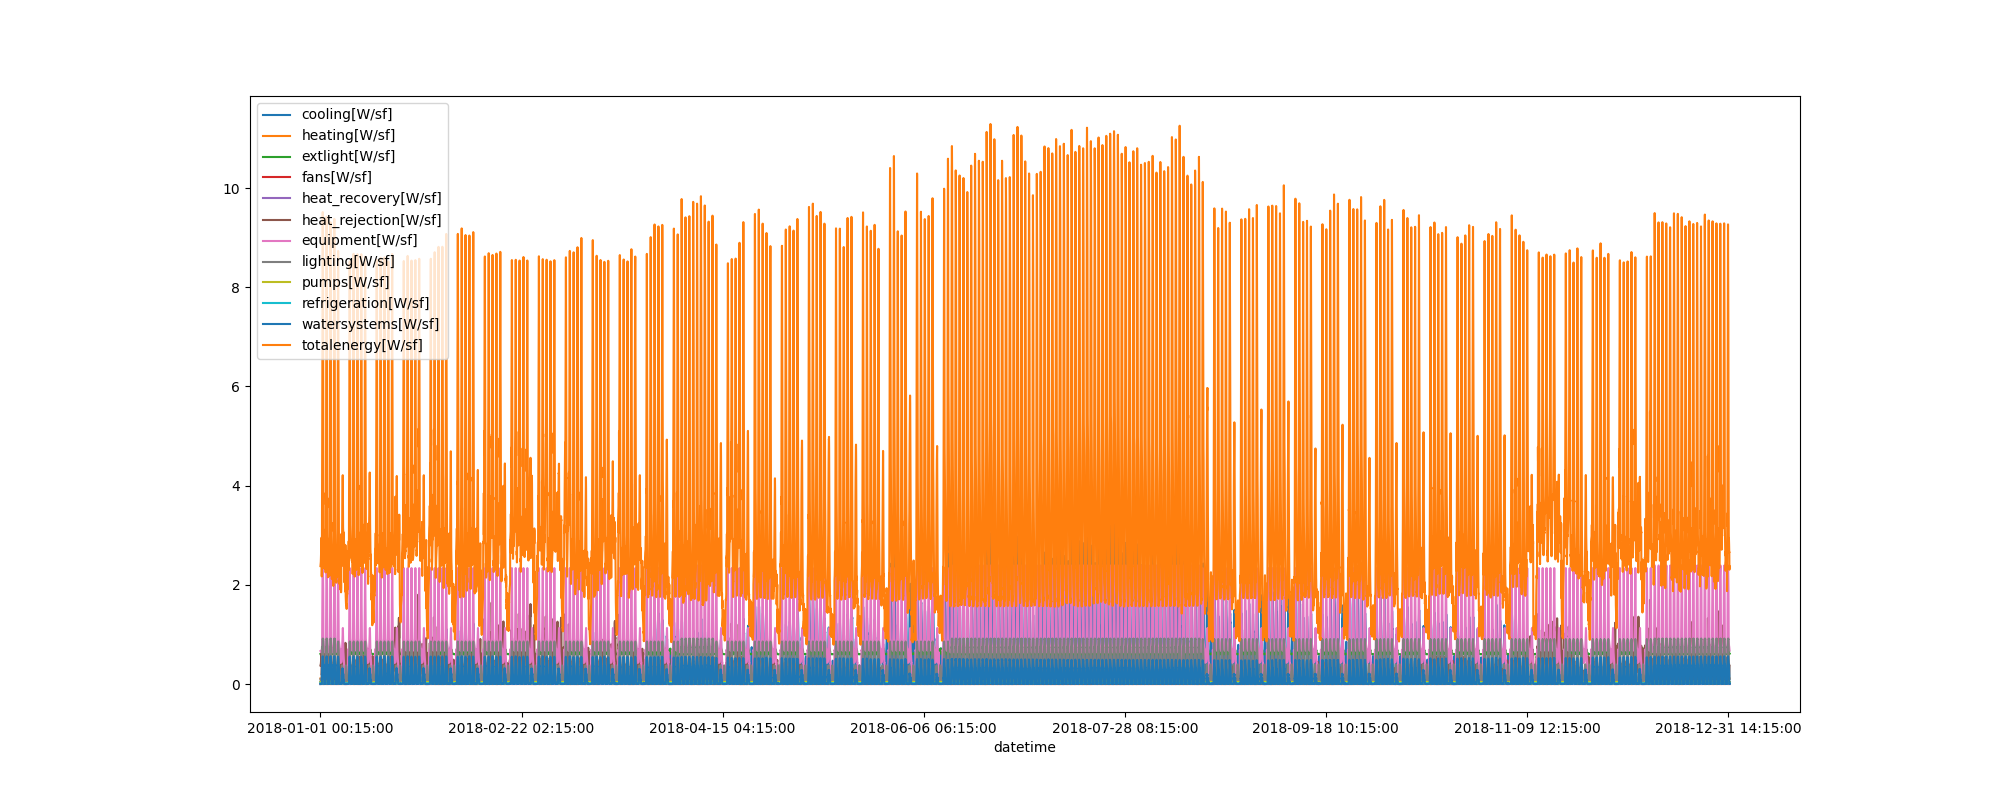 cooling[W/sf]
heating[W/sf]
extlight[W/sf]
fans[W/sf]
heat_recovery[W/sf]
heat_rejection[W/sf]
equipment[W/sf]
lighting[W/sf]
pumps[W/sf]
refrigeration[W/sf]
watersystems[W/sf]
totalenergy[W/sf]
10
8
6
4
2
0
2018-01-01 00:15:00 2018-02-22 02:15:00 2018-04-15 04:15:00 2018-06-06 06:15:00 2018-07-28 08:15:00 2018-09-18 10:15:00 2018-11-09 12:15:00 2018-12-31 14:15:00
datetime